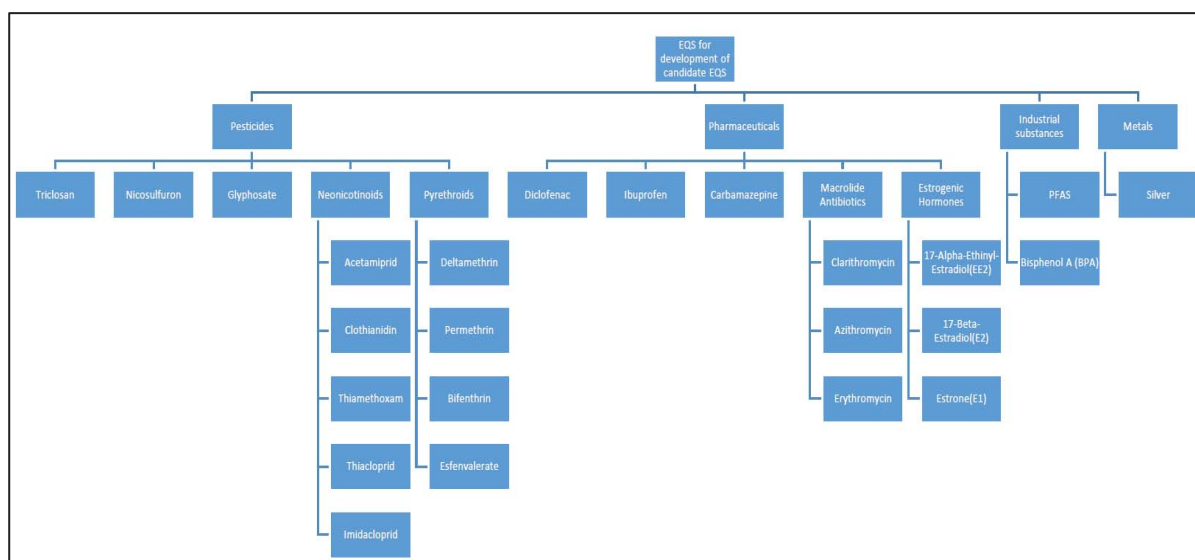 EQS for
development of
candidate EQS
Pesticides
Pharmaceuticals
Industrial
substances
Metals
Triclosan
Nicosulfuron
Glyphosate
Neonicotinoids
Pyrethroids
Diclofenac
Ibuprofen
Carbamazepine
Macrolide
Antibiotics
Estrogenic
Hormones
PFAS
Silver
Acetamiprid
Deltamethrin
Clarithromycin
17-Alpha-Ethinyl-
Estradiol(EE2)
Bisphenol A (BPA)
Clothianidin
Permethrin
Azithromycin
17-Beta-
Estradiol(E2)
Thiamethoxam
Bifenthrin
Erythromycin
Estrone(E1)
Thiacloprid
Esfenvalerate
Imidacloprid